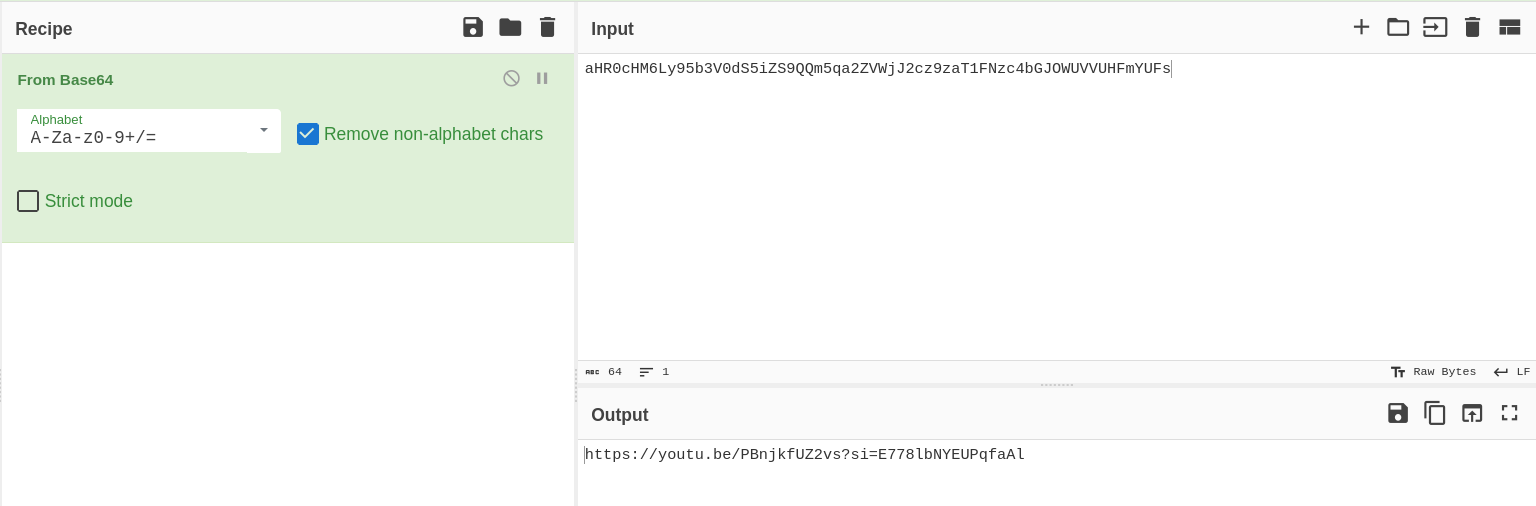 Recipe
From Base64
Alphabet
A-Za-z0-9+/=
Remove non-alphabet chars
Strict mode
Input
aHR0cHM6Ly95b3V0dS5iZS9QQm5qa2ZVWjJ2cz9zaT1FNzc4bGJOWUVVUHFmYUFs
ABC 64 1
Raw Bytes LF
Output
https://youtu.be/PBnjkfUZ2vs?si=E778lbNYEUPqfaAl